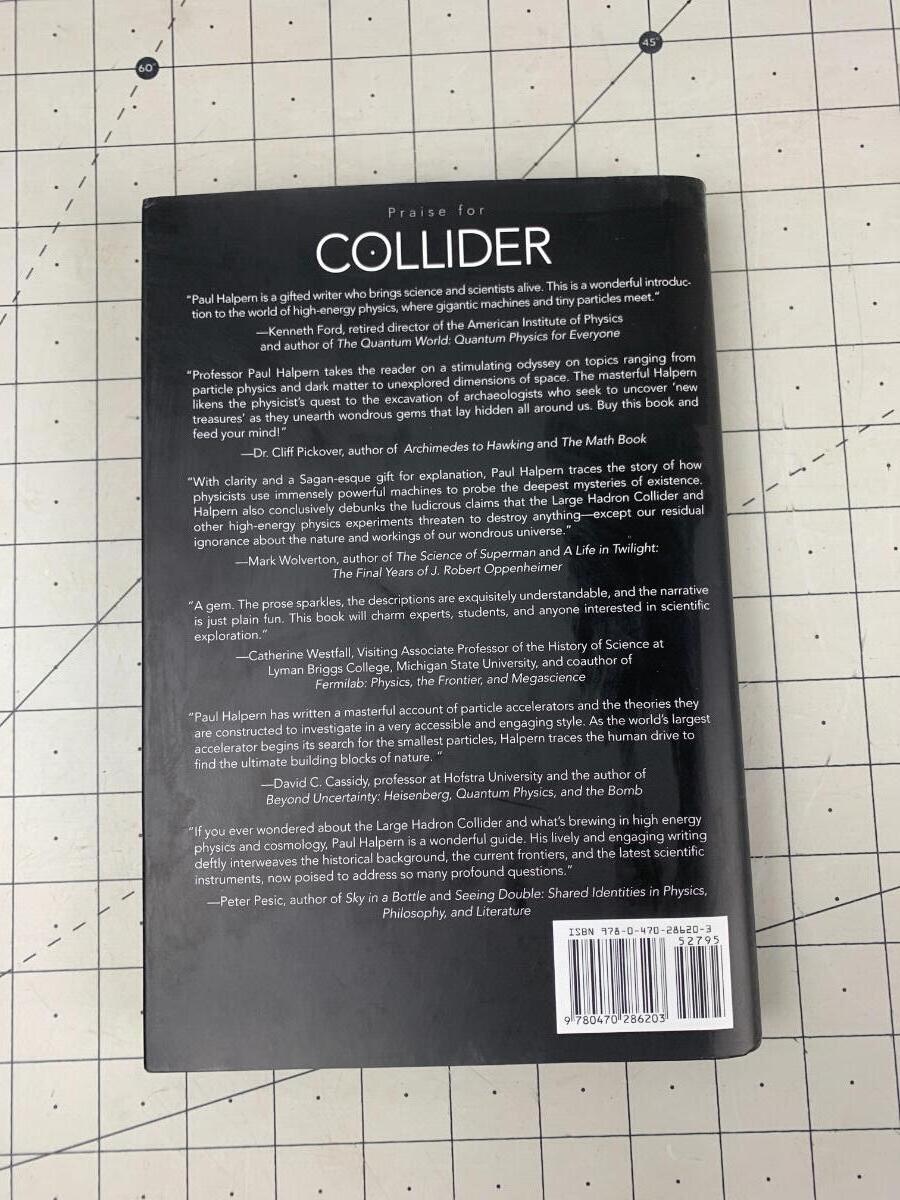 60°
45°
Praise for
COLLIDER
“Paul Halpern is a gifted writer who brings science and scientists alive. This is a wonderful introduc-
tion to the world of high-energy physics, where gigantic machines and tiny particles meet.”
—Kenneth Ford, retired director of the American Institute of Physics
and author of The Quantum World: Quantum Physics for Everyone
“Professor Paul Halpern takes the reader on a stimulating odyssey on topics ranging from
particle physics and dark matter to unexplored dimensions of space. The masterful Halpern
likens the physicist’s quest to the excavation of archaeologists who seek to uncover ‘new
treasures’ as they unearth wondrous gems that lay hidden all around us. Buy this book and
feed your mind!”
—Dr. Cliff Pickover, author of Archimedes to Hawking and The Math Book
“With clarity and a Sagan-esque gift for explanation, Paul Halpern traces the story of how
physicists use immensely powerful machines to probe the deepest mysteries of existence.
Halpern also conclusively debunks the ludicrous claims that the Large Hadron Collider and
other high-energy physics experiments threaten to destroy anything—except our residual
ignorance about the nature and workings of our wondrous universe.”
—Mark Wolverton, author of The Science of Superman and A Life in Twilight:
The Final Years of J. Robert Oppenheimer
“A gem. The prose sparkles, the descriptions are exquisitely understandable, and the narrative
is just plain fun. This book will charm experts, students, and anyone interested in scientific
exploration.”
—Catherine Westfall, Visiting Associate Professor of the History of Science at
Lyman Briggs College, Michigan State University, and coauthor of
Fermilab: Physics, the Frontier, and Megascience
“Paul Halpern has written a masterful account of particle accelerators and the theories they
are constructed to investigate in a very accessible and engaging style. As the world’s largest
accelerator begins its search for the smallest particles, Halpern traces the human drive to
find the ultimate building blocks of nature. “
—David C. Cassidy, professor at Hofstra University and the author of
Beyond Uncertainty: Heisenberg, Quantum Physics, and the Bomb
“If you ever wondered about the Large Hadron Collider and what’s brewing in high energy
physics and cosmology, Paul Halpern is a wonderful guide. His lively and engaging writing
deftly interweaves the historical background, the current frontiers, and the latest scientific
instruments, now poised to address so many profound questions.”
—Peter Pesic, author of Sky in a Bottle and Seeing Double: Shared Identities in Physics,
Philosophy, and Literature
ISBN 978-0-470-28620-3
52795
9 780470 286203